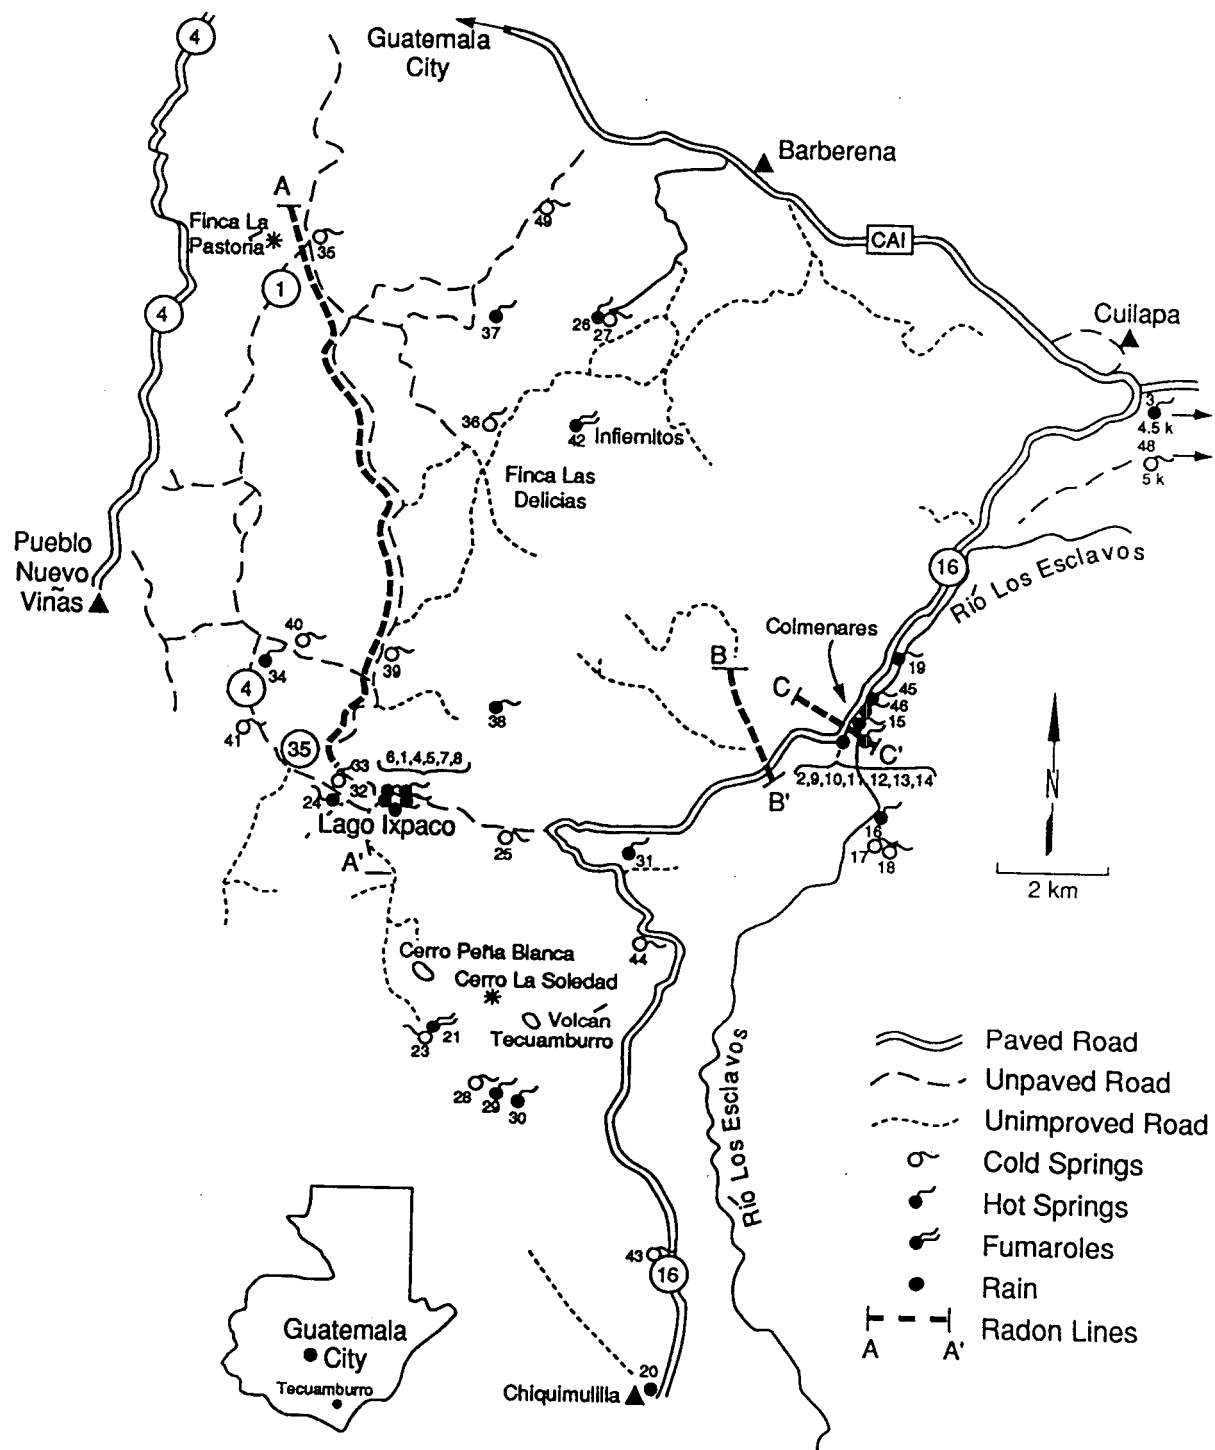 4
Guatemala
City
Barberena
A
49
Finca La
Pastoria
35
CAI
1
4
Cuilapa
37
26
27
3
4.5 k
36
42
Infiernitos
48
5 k
Finca Las
Delicias
Pueblo
Nuevo
Viñas
16
Río Los Esclavos
40
39
34
Colmenares
B
19
4
C
45
46
38
15
41
35
C'
33
6,1,4,5,7,8
32
2,9,10,11,12,13,14
24
B'
Lago Ixpaco
16
25
31
17
18
A'
N
2 km
44
Cerro Peña Blanca
Cerro La Soledad
Volcán
Tecuamburro
21
23
28
29
30
Río Los Esclavos
Paved Road
Unpaved Road
Unimproved Road
Cold Springs
Hot Springs
Fumaroles
Rain
Radon Lines
A
A'
43
16
Guatemala
City
Tecuamburro
20
Chiquimulilla